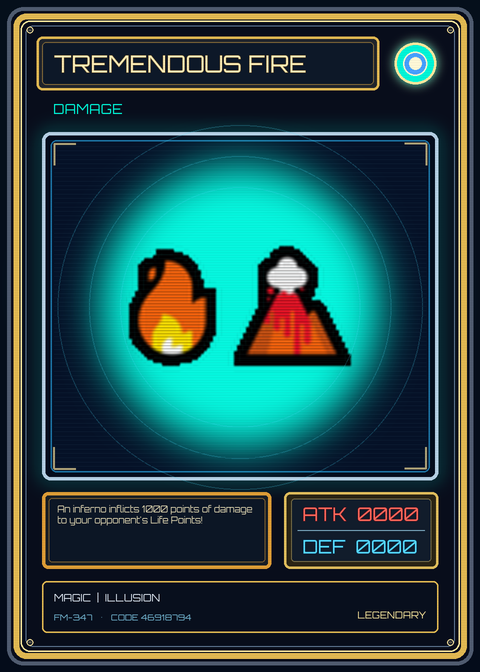 TREMENDOUS FIRE
DAMAGE
An inferno inflicts 1000 points of damage
to your opponent's Life Points!
ATK 0000
DEF 0000
MAGIC | ILLUSION
FM-347 · CODE 46918794
LEGENDARY